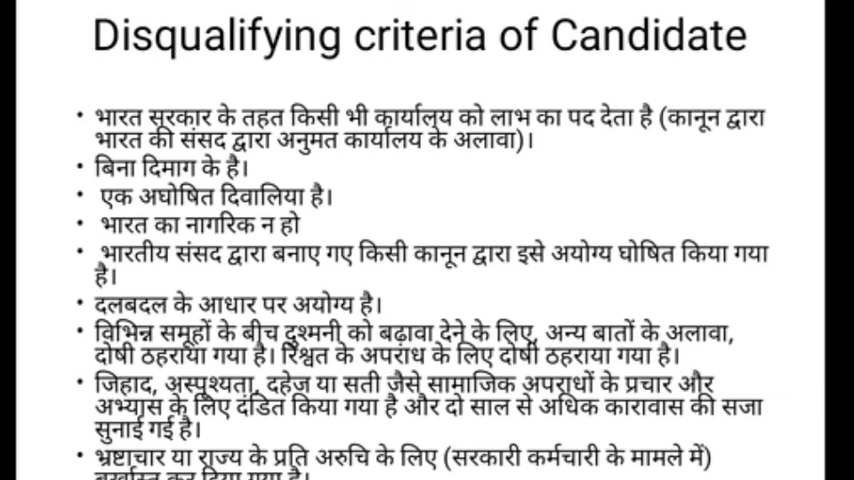 Disqualifying criteria of Candidate
• भारत सरकार के तहत किसी भी कार्यालय को लाभ का पद देता है (कानून द्वारा
भारत की संसद द्वारा अनुमत कार्यालय के अलावा)।
• बिना दिमाग के है।
• एक अघोषित दिवालिया है।
• भारत का नागरिक न हो
• भारतीय संसद द्वारा बनाए गए किसी कानून द्वारा इसे अयोग्य घोषित किया गया
है।
• दलबदल के आधार पर अयोग्य है।
• विभिन्न समूहों के बीच दुश्मनी को बढ़ावा देने के लिए, अन्य बातों के अलावा,
दोषी ठहराया गया है। रिश्वत के अपराध के लिए दोषी ठहराया गया है।
• जिहाद, अस्पृश्यता, दहेज या सती जैसे सामाजिक अपराधों के प्रचार और
अभ्यास के लिए दंडित किया गया है और दो साल से अधिक कारावास की सजा
सुनाई गई है।
• भ्रष्टाचार या राज्य के प्रति अरुचि के लिए (सरकारी कर्मचारी के मामले में)
बर्खास्त कर दिया गया है।